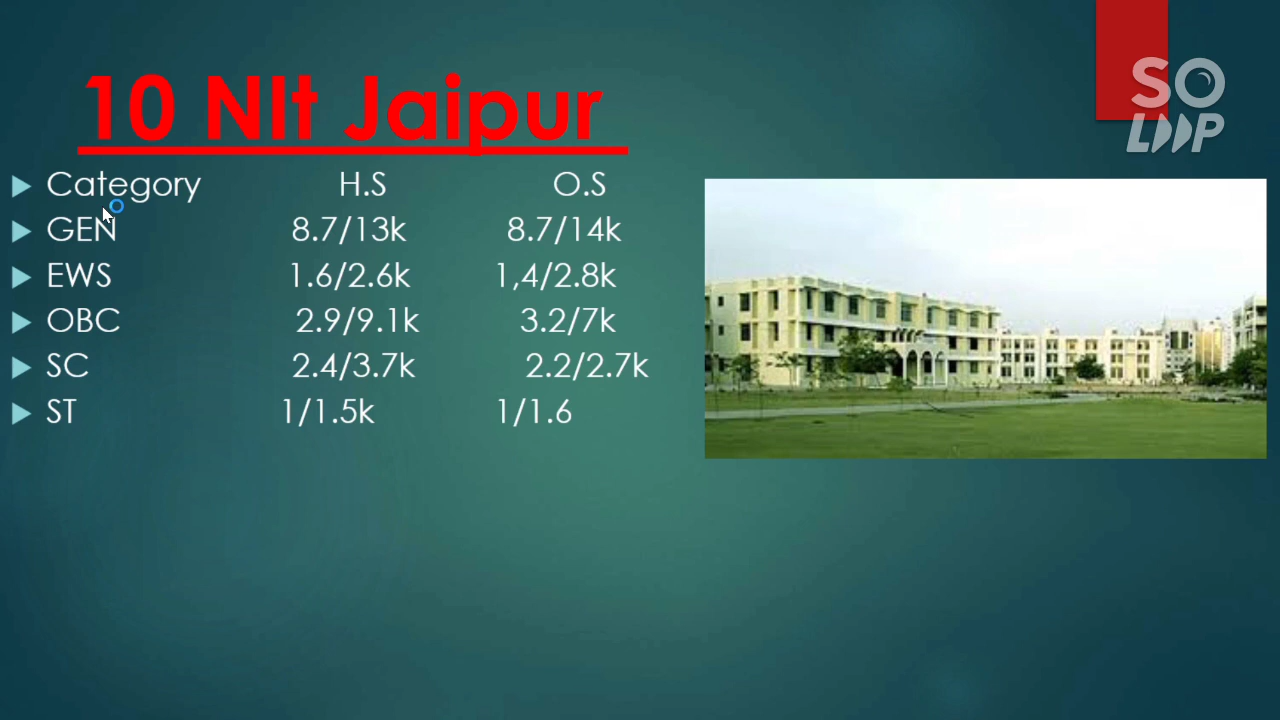 10 NIt Jaipur
SO
LOOP
Category H.S O.S
GEN 8.7/13k 8.7/14k
EWS 1.6/2.6k 1,4/2.8k
OBC 2.9/9.1k 3.2/7k
SC 2.4/3.7k 2.2/2.7k
ST 1/1.5k 1/1.6